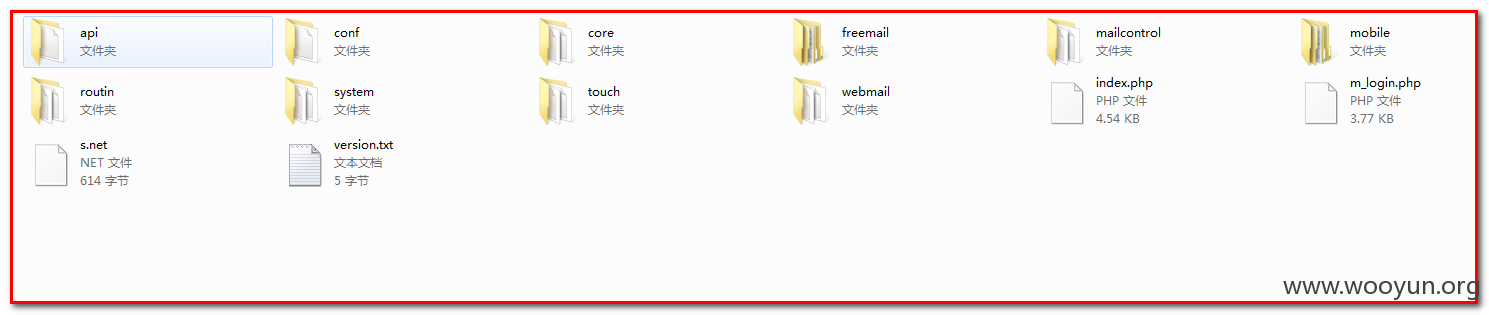 api
文件夹
conf
文件夹
core
文件夹
freemail
文件夹
mailcontrol
文件夹
mobile
文件夹
routin
文件夹
system
文件夹
touch
文件夹
webmail
文件夹
index.php
PHP 文件
4.54 KB
m_login.php
PHP 文件
3.77 KB
s.net
NET 文件
614 字节
version.txt
文本文档
5 字节
www.wooyun.org